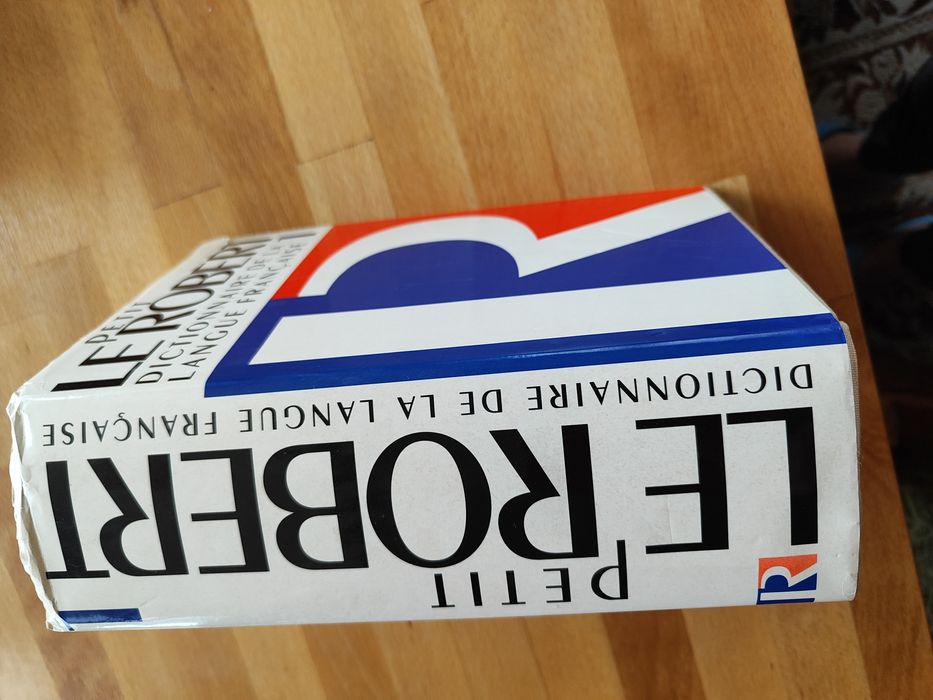 PETIT
LE ROBERT
DICTIONNAIRE DE LA
LANGUE FRANÇAISE
R
R
PETIT
LE ROBERT
DICTIONNAIRE DE LA LANGUE FRANÇAISE